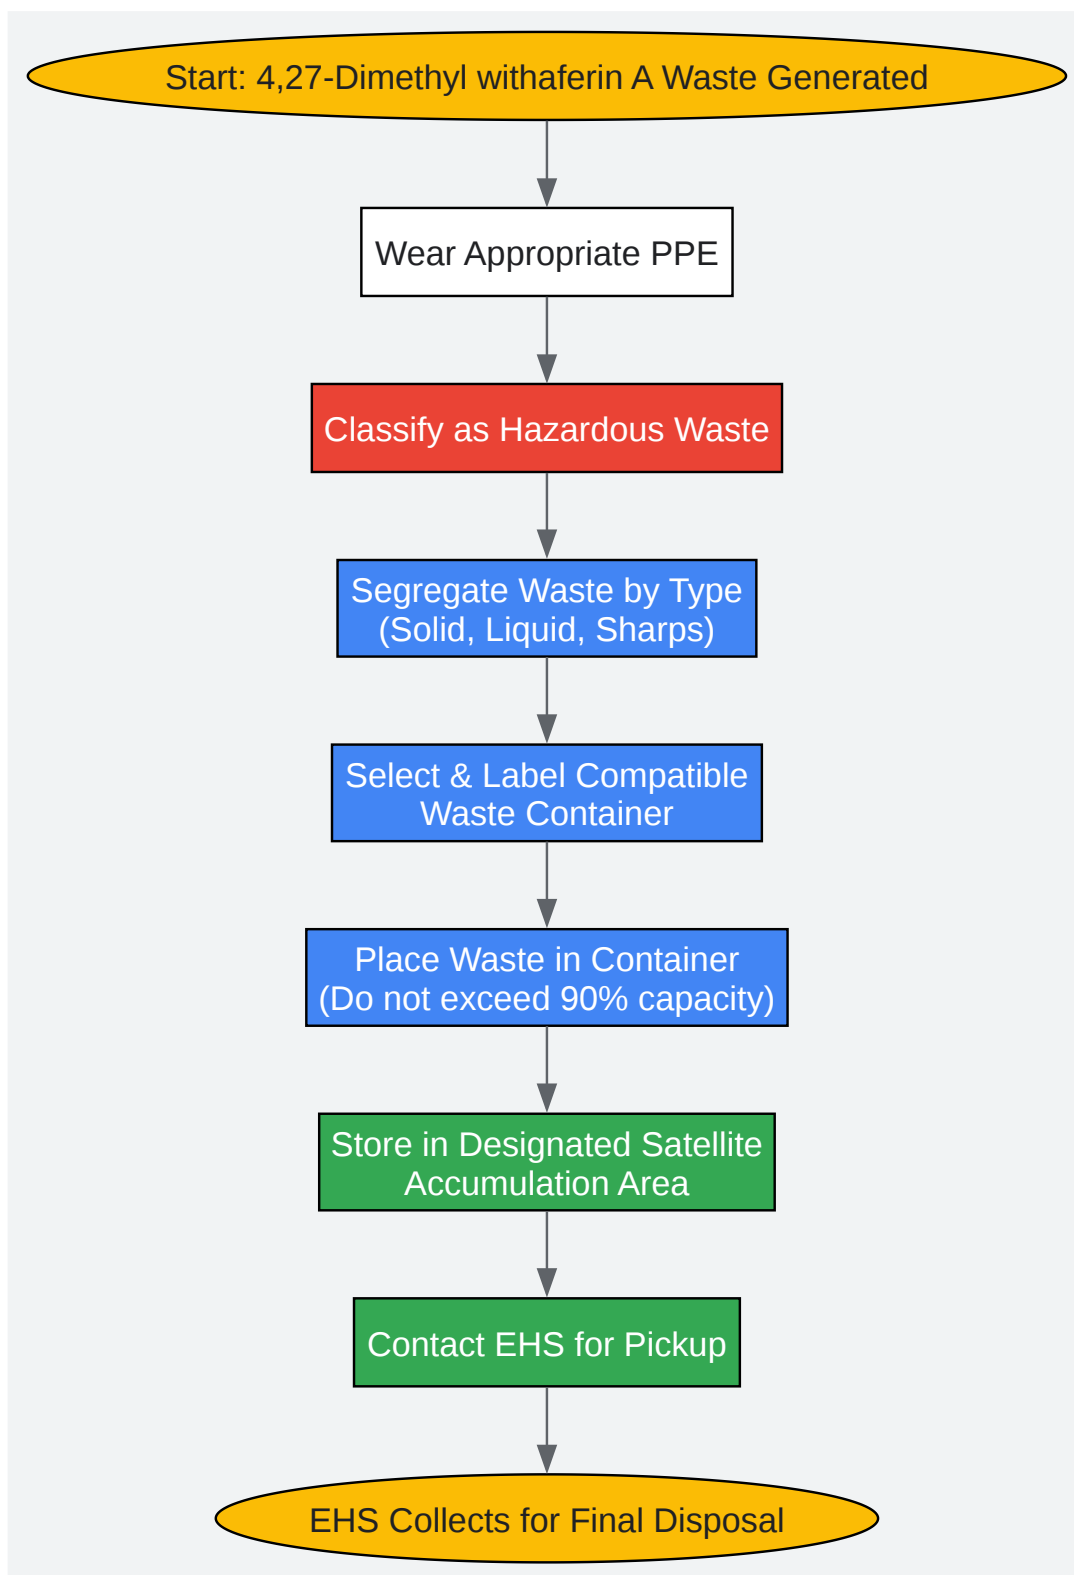 Start: 4,27-Dimethyl withaferin A Waste Generated
Wear Appropriate PPE
Classify as Hazardous Waste
Segregate Waste by Type
(Solid, Liquid, Sharps)
Select & Label Compatible
Waste Container
Place Waste in Container
(Do not exceed 90% capacity)
Store in Designated Satellite
Accumulation Area
Contact EHS for Pickup
EHS Collects for Final Disposal